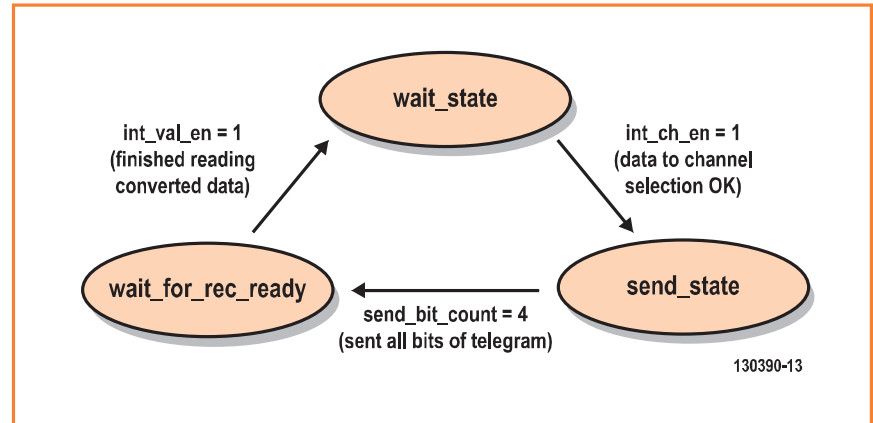 wait_state
int_val_en = 1
(finished reading
converted data)
int_ch_en = 1
(data to channel
selection OK)
wait_for_rec_ready
send_state
send_bit_count = 4
(sent all bits of telegram)
130390-13